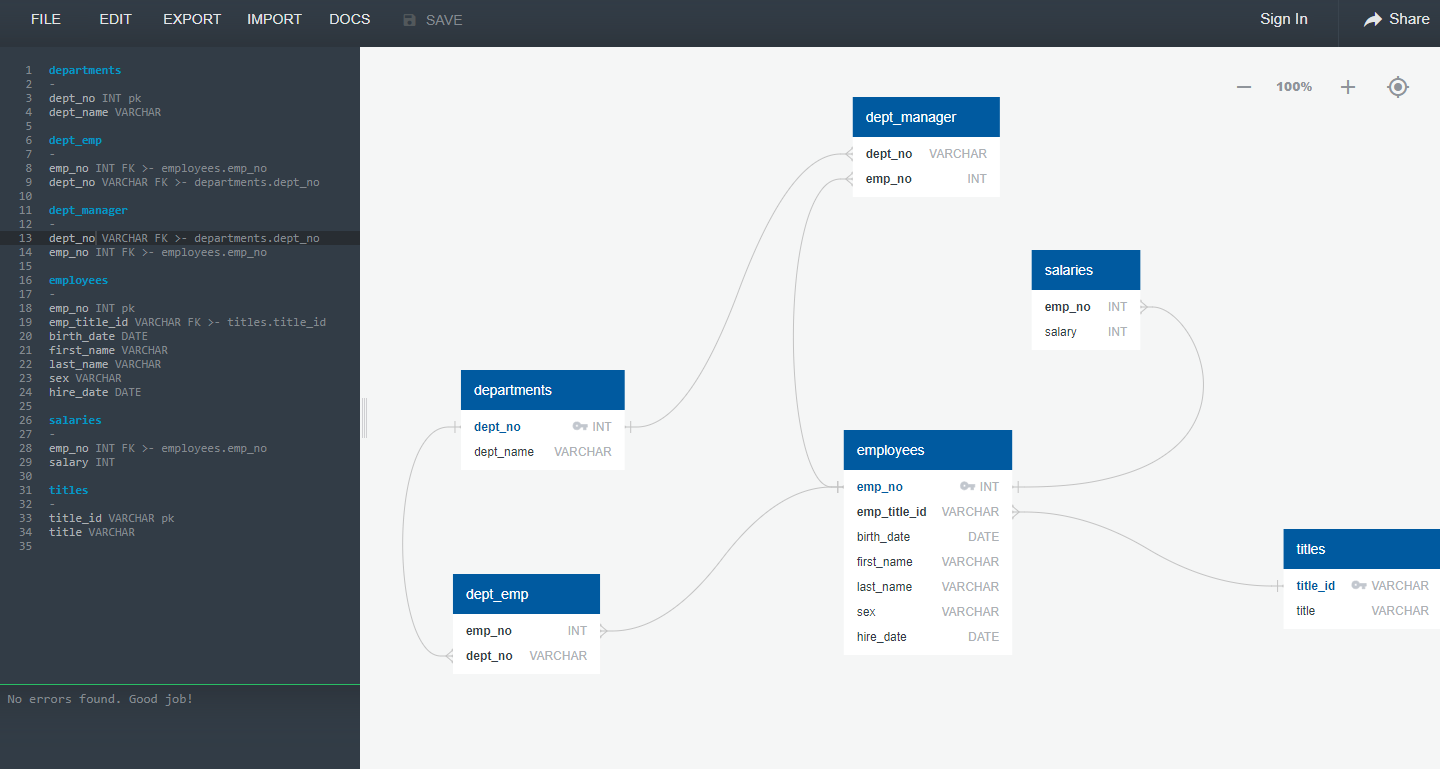 FILE EDIT EXPORT IMPORT DOCS SAVE Sign In Share
1 departments
2 -
3 dept_no INT pk
4 dept_name VARCHAR
5
6 dept_emp
7 -
8 emp_no INT FK >- employees.emp_no
9 dept_no VARCHAR FK >- departments.dept_no
10
11 dept_manager
12 -
13 dept_no VARCHAR FK >- departments.dept_no
14 emp_no INT FK >- employees.emp_no
15
16 employees
17 -
18 emp_no INT pk
19 emp_title_id VARCHAR FK >- titles.title_id
20 birth_date DATE
21 first_name VARCHAR
22 last_name VARCHAR
23 sex VARCHAR
24 hire_date DATE
25
26 salaries
27 -
28 emp_no INT FK >- employees.emp_no
29 salary INT
30
31 titles
32 -
33 title_id VARCHAR pk
34 title VARCHAR
35
No errors found. Good job!
100%
dept_manager
dept_no VARCHAR
emp_no INT
salaries
emp_no INT
salary INT
departments
dept_no INT
dept_name VARCHAR
employees
emp_no INT
emp_title_id VARCHAR
birth_date DATE
first_name VARCHAR
last_name VARCHAR
sex VARCHAR
hire_date DATE
titles
title_id VARCHAR
title VARCHAR
dept_emp
emp_no INT
dept_no VARCHAR